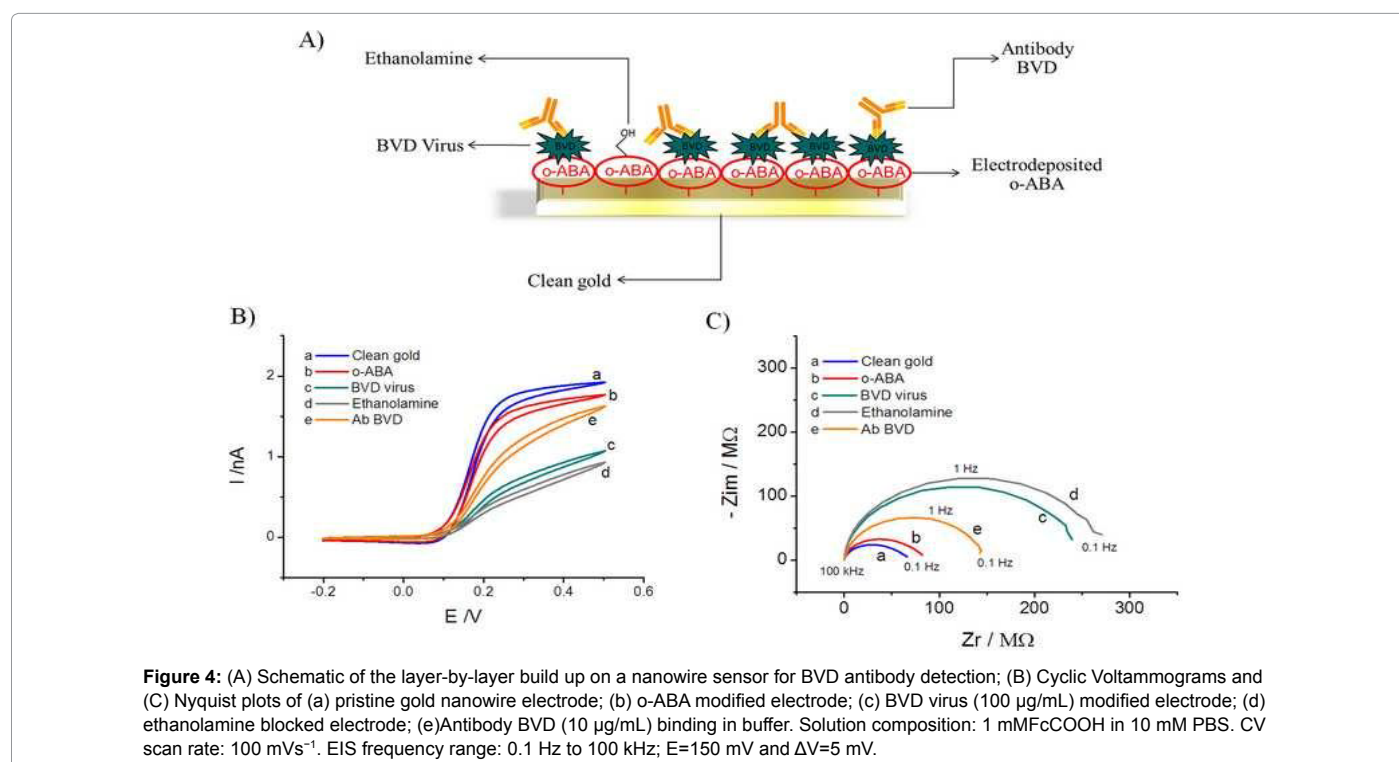 A)
Ethanolamine
Antibody
BVD
OH
BVD Virus
BVD BVD BVD BVD BVD
o-ABA o-ABA o-ABA o-ABA o-ABA o-ABA
Electrodeposited
o-ABA
Clean gold
B)
a Clean gold
b o-ABA
c BVD virus
d Ethanolamine
e Ab BVD
a
b
e
c
d
2
1
0
I /nA
-0.2 0.0 0.2 0.4 0.6
E /V
C)
a Clean gold
b o-ABA
c BVD virus
d Ethanolamine
e Ab BVD
300
200
100
0
- Zim / MΩ
1 Hz
d
c
1 Hz
e
b
a
100 kHz 0.1 Hz 0.1 Hz 0.1 Hz
0 100 200 300
Zr / MΩ
Figure 4: (A) Schematic of the layer-by-layer build up on a nanowire sensor for BVD antibody detection; (B) Cyclic Voltammograms and
(C) Nyquist plots of (a) pristine gold nanowire electrode; (b) o-ABA modified electrode; (c) BVD virus (100 µg/mL) modified electrode; (d)
ethanolamine blocked electrode; (e)Antibody BVD (10 µg/mL) binding in buffer. Solution composition: 1 mMFcCOOH in 10 mM PBS. CV
scan rate: 100 mVs⁻¹. EIS frequency range: 0.1 Hz to 100 kHz; E=150 mV and ΔV=5 mV.